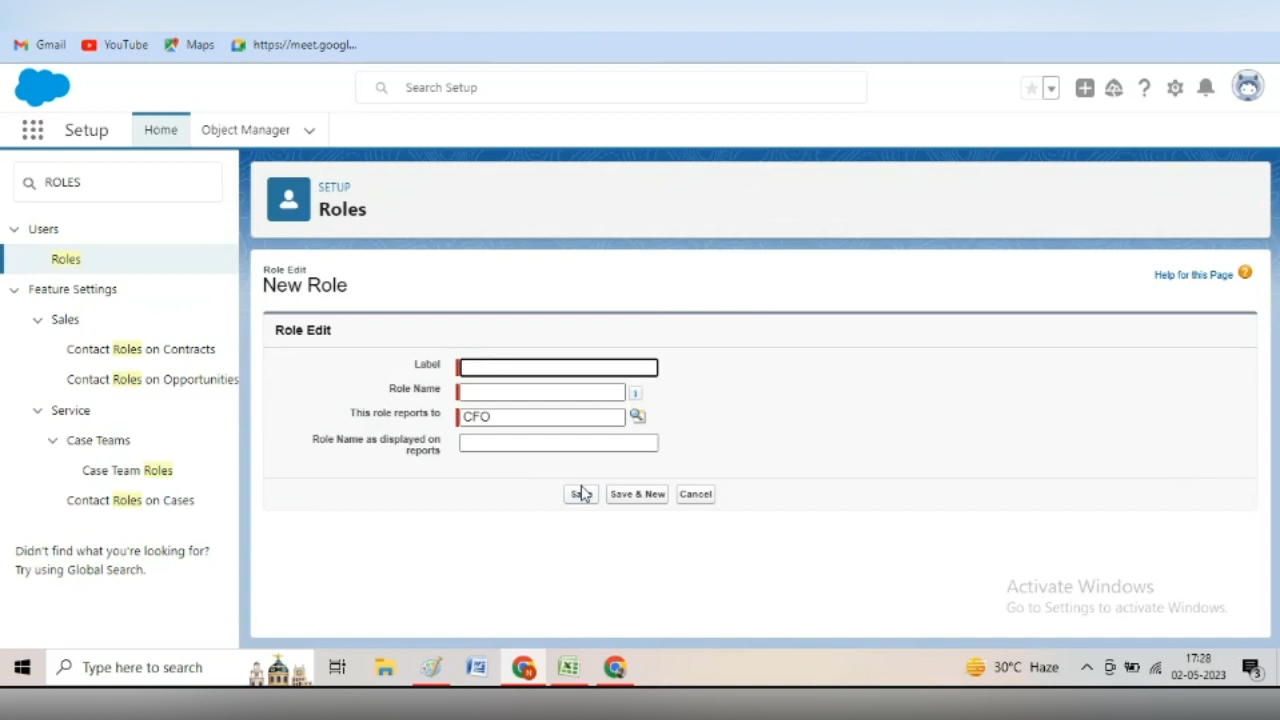 Gmail YouTube Maps https://meet.googl...
Search Setup
Setup Home Object Manager
ROLES
Users
Roles
Feature Settings
Sales
Contact Roles on Contracts
Contact Roles on Opportunities
Service
Case Teams
Case Team Roles
Contact Roles on Cases
Didn't find what you're looking for?
Try using Global Search.
SETUP
Roles
Role Edit
New Role
Help for this Page
Role Edit
Label
Role Name
This role reports to CFO
Role Name as displayed on
reports
Save & New Cancel
Activate Windows
Go to Settings to activate Windows.
Type here to search
30°C Haze
17:28
02-05-2023
3